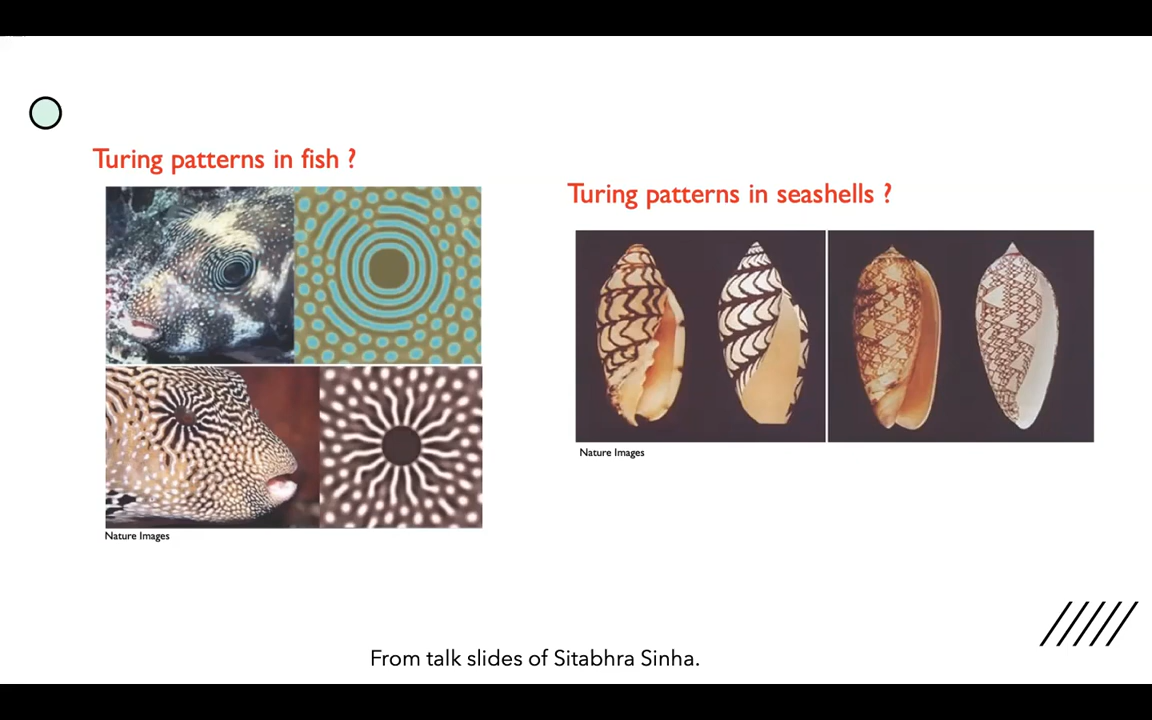 Turing patterns in fish ?
Nature Images
Turing patterns in seashells ?
Nature Images
From talk slides of Sitabhra Sinha.